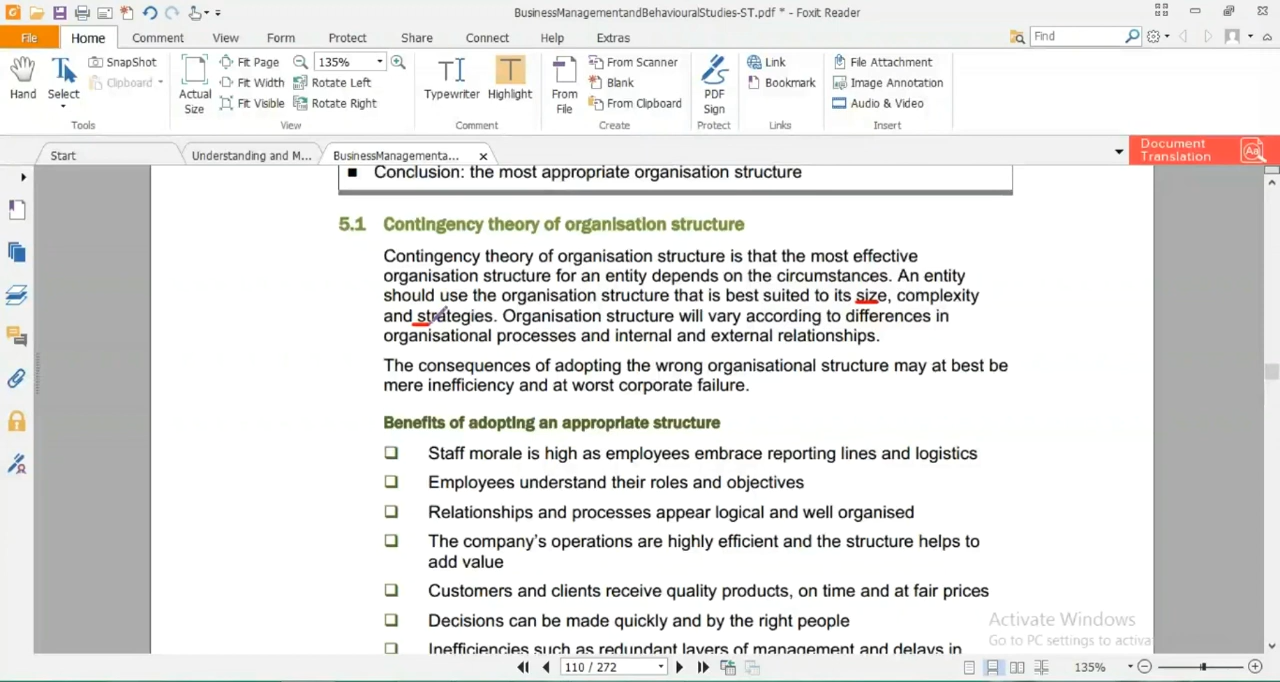 BusinessManagementandBehaviouralStudies-ST.pdf * - Foxit Reader
File Home Comment View Form Protect Share Connect Help Extras Find
SnapShot Fit Page 135% From Scanner Link File Attachment
Clipboard Fit Width Rotate Left Blank Bookmark Image Annotation
Hand Select Actual Size Fit Visible Rotate Right Typewriter Highlight From File From Clipboard PDF Sign Audio & Video
Tools View Comment Create Protect Links Insert
Start Understanding and M... BusinessManagementa... Document Translation
■ Conclusion: the most appropriate organisation structure
5.1 Contingency theory of organisation structure
Contingency theory of organisation structure is that the most effective
organisation structure for an entity depends on the circumstances. An entity
should use the organisation structure that is best suited to its size, complexity
and strategies. Organisation structure will vary according to differences in
organisational processes and internal and external relationships.
The consequences of adopting the wrong organisational structure may at best be
mere inefficiency and at worst corporate failure.
Benefits of adopting an appropriate structure
❑ Staff morale is high as employees embrace reporting lines and logistics
❑ Employees understand their roles and objectives
❑ Relationships and processes appear logical and well organised
❑ The company's operations are highly efficient and the structure helps to
add value
❑ Customers and clients receive quality products, on time and at fair prices
❑ Decisions can be made quickly and by the right people
❑ Inefficiencies such as redundant layers of management and delays in
Activate Windows
Go to PC settings to activa
110 / 272 135%